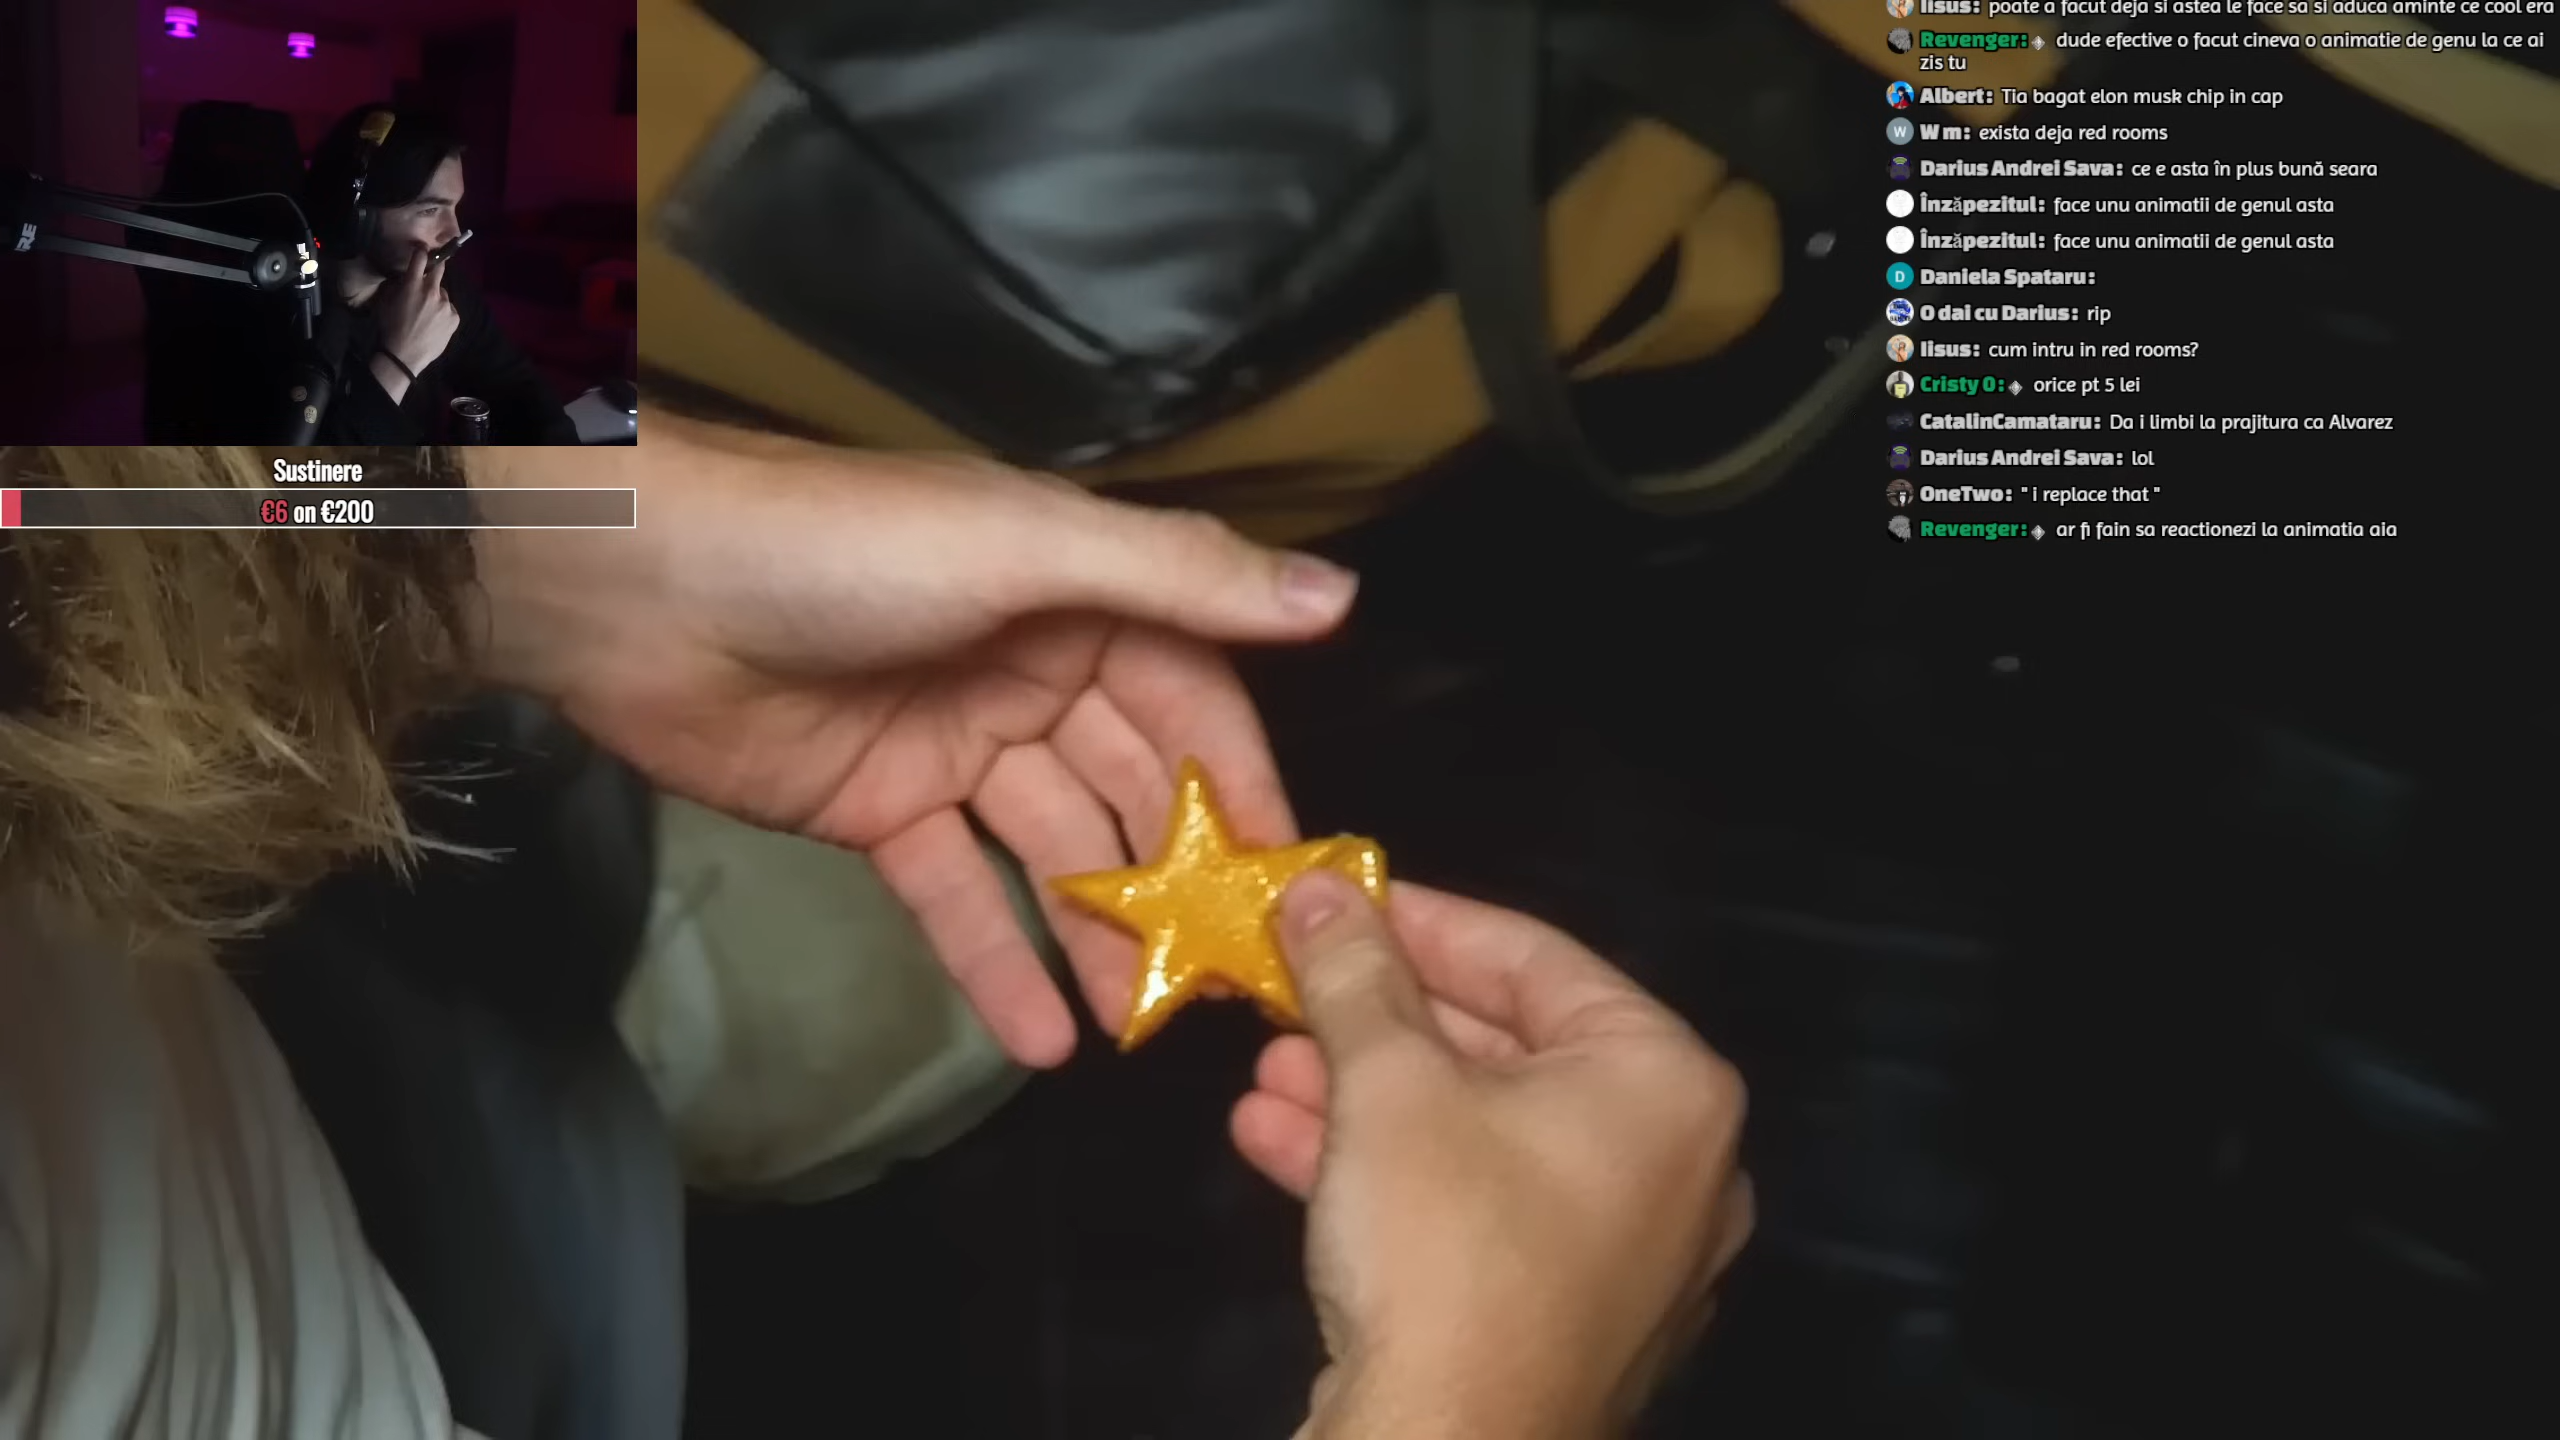 Iisus: poate a facut deja si astea le face sa si aduca aminte ce cool era
Revenger: dude efective o facut cineva o animatie de genu la ce ai
zis tu
Albert: Tia bagat elon musk chip in cap
W m: exista deja red rooms
Darius Andrei Sava: ce e asta în plus bună seara
Înzăpezitul: face unu animatii de genul asta
Înzăpezitul: face unu animatii de genul asta
D Daniela Spataru:
O dai cu Darius: rip
Iisus: cum intru in red rooms?
Cristy O: orice pt 5 lei
CatalinCamataru: Da i limbi la prajitura ca Alvarez
Darius Andrei Sava: lol
OneTwo: " i replace that "
Revenger: ar fi fain sa reactionezi la animatia aia
Sustinere
€6 on €200